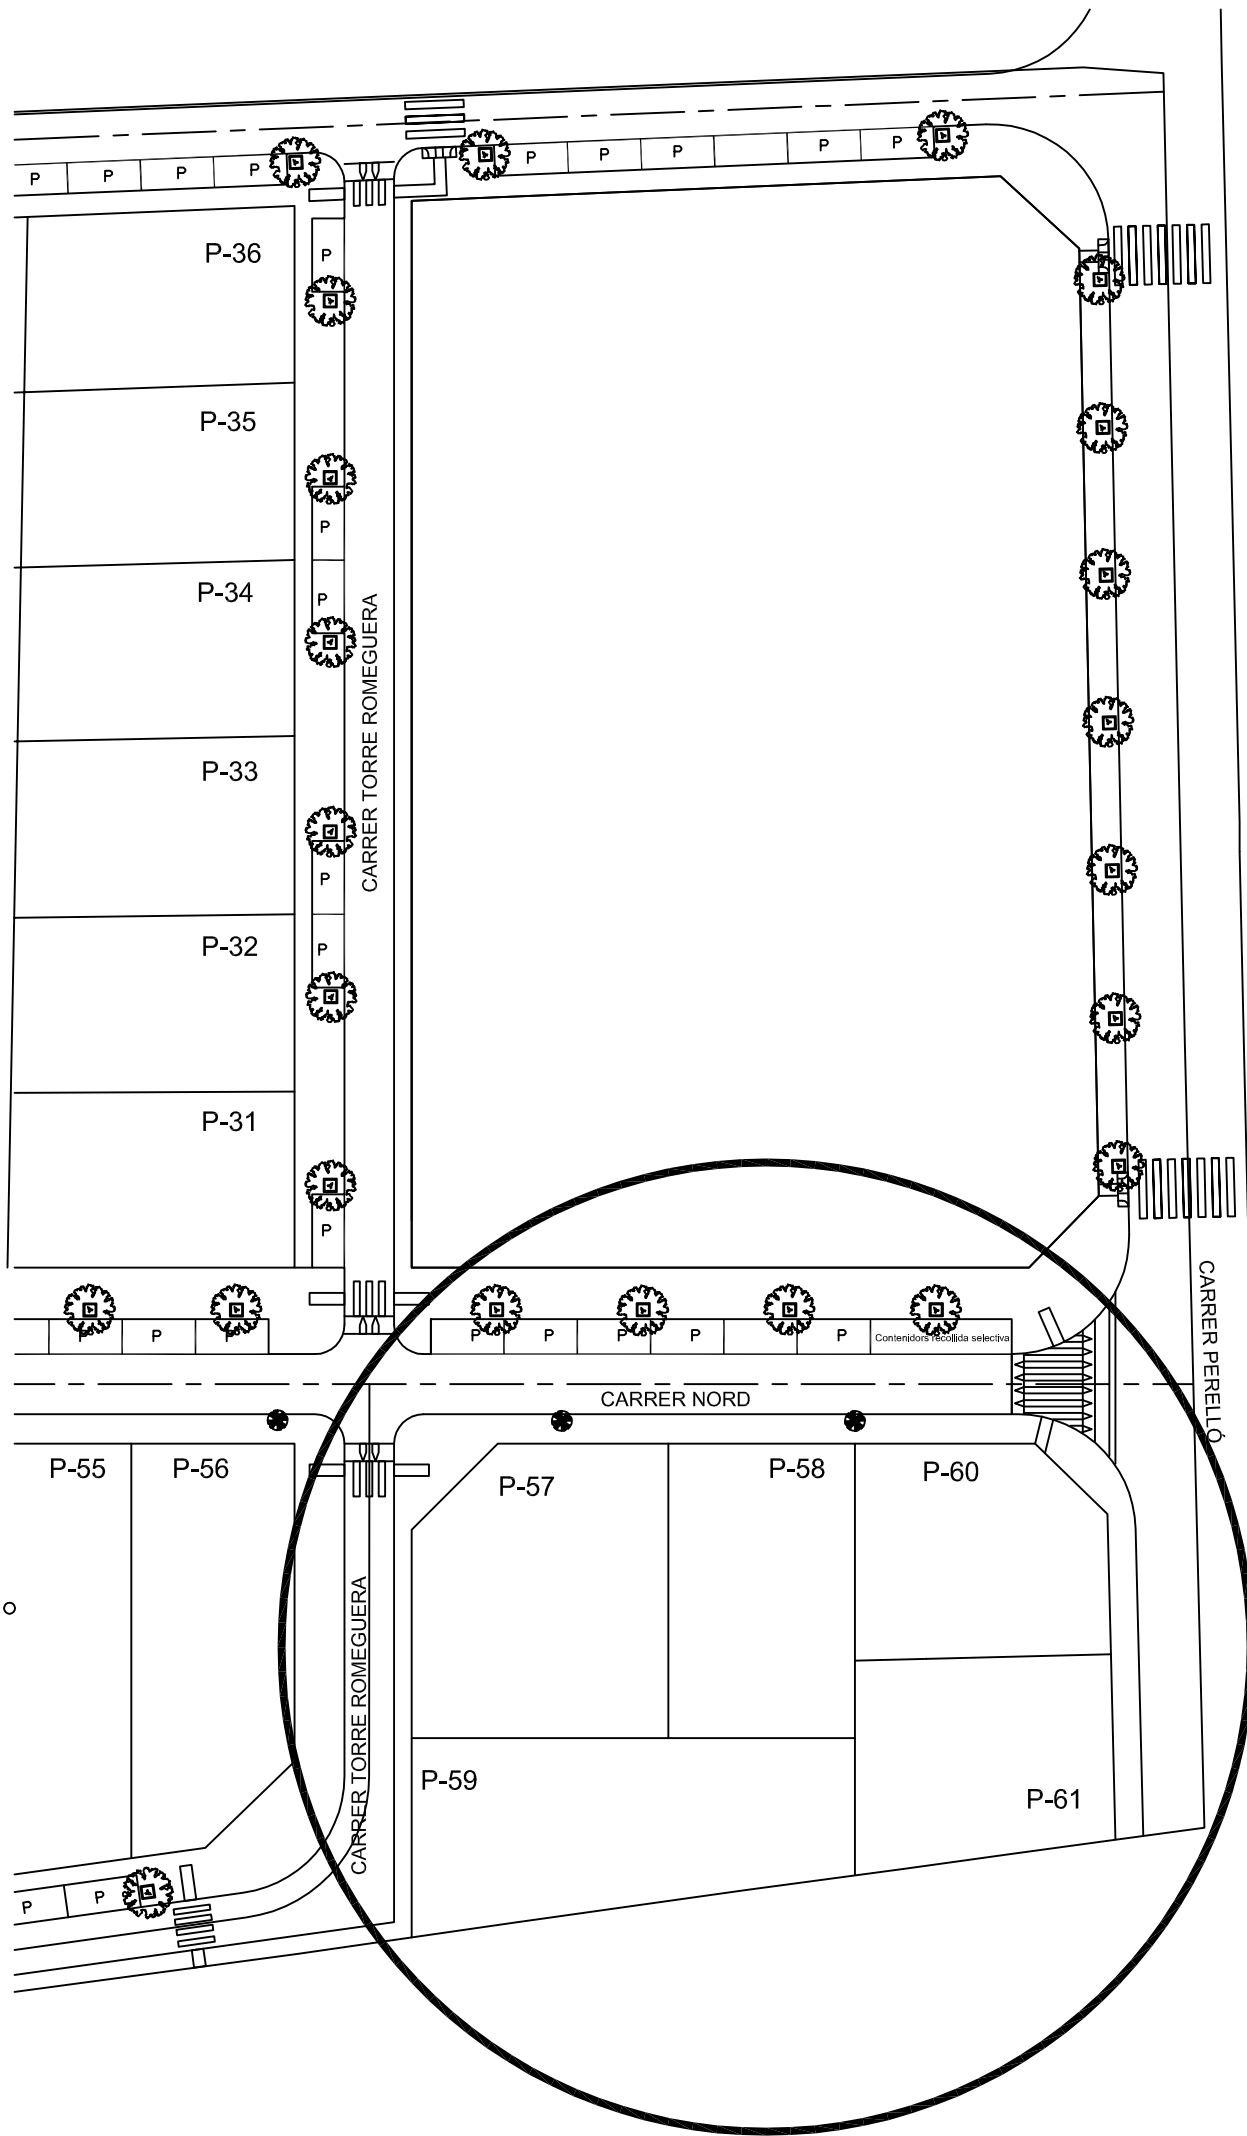 P P P P P P P P P
P-36
P
P-35
P
P-34
P
CARRER TORRE ROMEGUERA
P-33
P
P-32
P
P-31
P
P P P P P P P P P Contenidors recollida selectiva
CARRER NORD
CARRER PERELLÓ
P-55 P-56 P-57 P-58 P-60
CARRER TORRE ROMEGUERA
P-59
P-61
P P